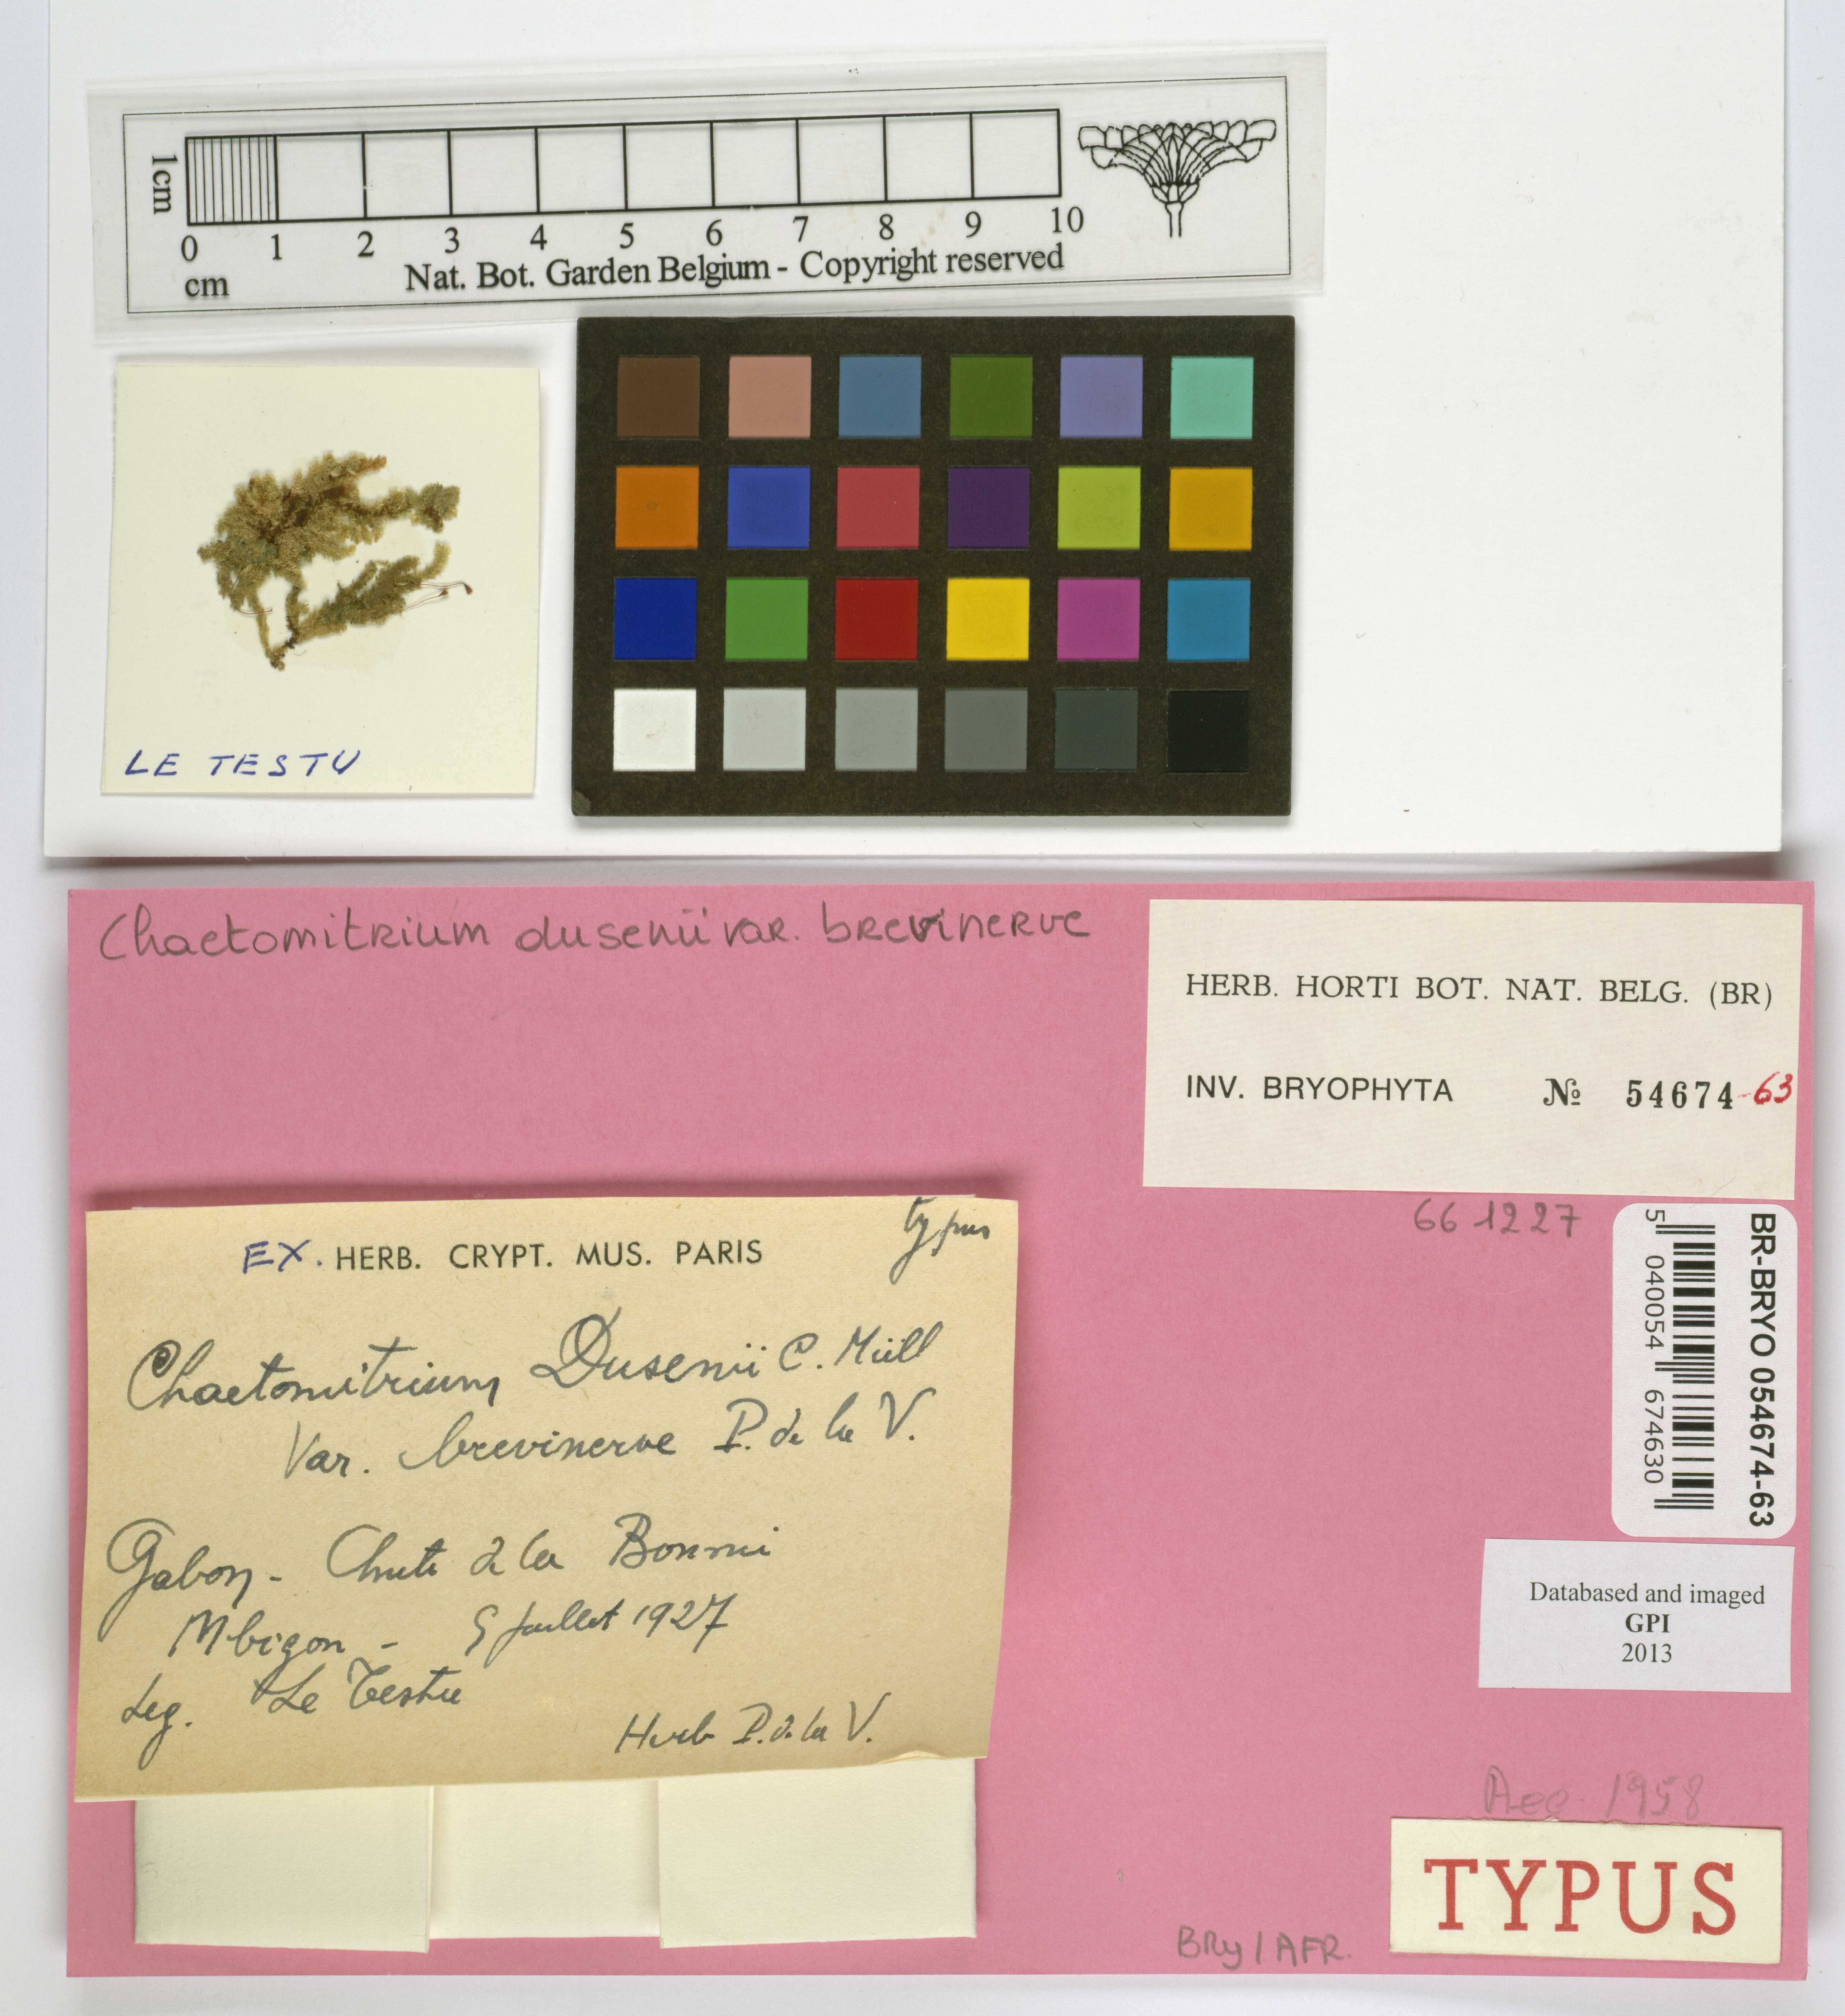 1cm
0 1 2 3 4 5 6 7 8 9 10
cm
Nat. Bot. Garden Belgium - Copyright reserved
LE TESTU
Chaetomitrium dusenii var. brevinerve
HERB. HORTI BOT. NAT. BELG. (BR)
INV. BRYOPHYTA № 54674-63
661227
BR-BRYO 054674-63
5 040054 674630
typus
EX. HERB. CRYPT. MUS. PARIS
Chaetomitrium Dusenii C. Müll
Var. brevinerve P. de la V.
Gabon - Chute de la Boumi
Mbigou - 5 juillet 1927
Leg. Le Testu
Herb P. de la V.
Databased and imaged
GPI
2013
Acc. 1958
TYPUS
BRY / AFR.